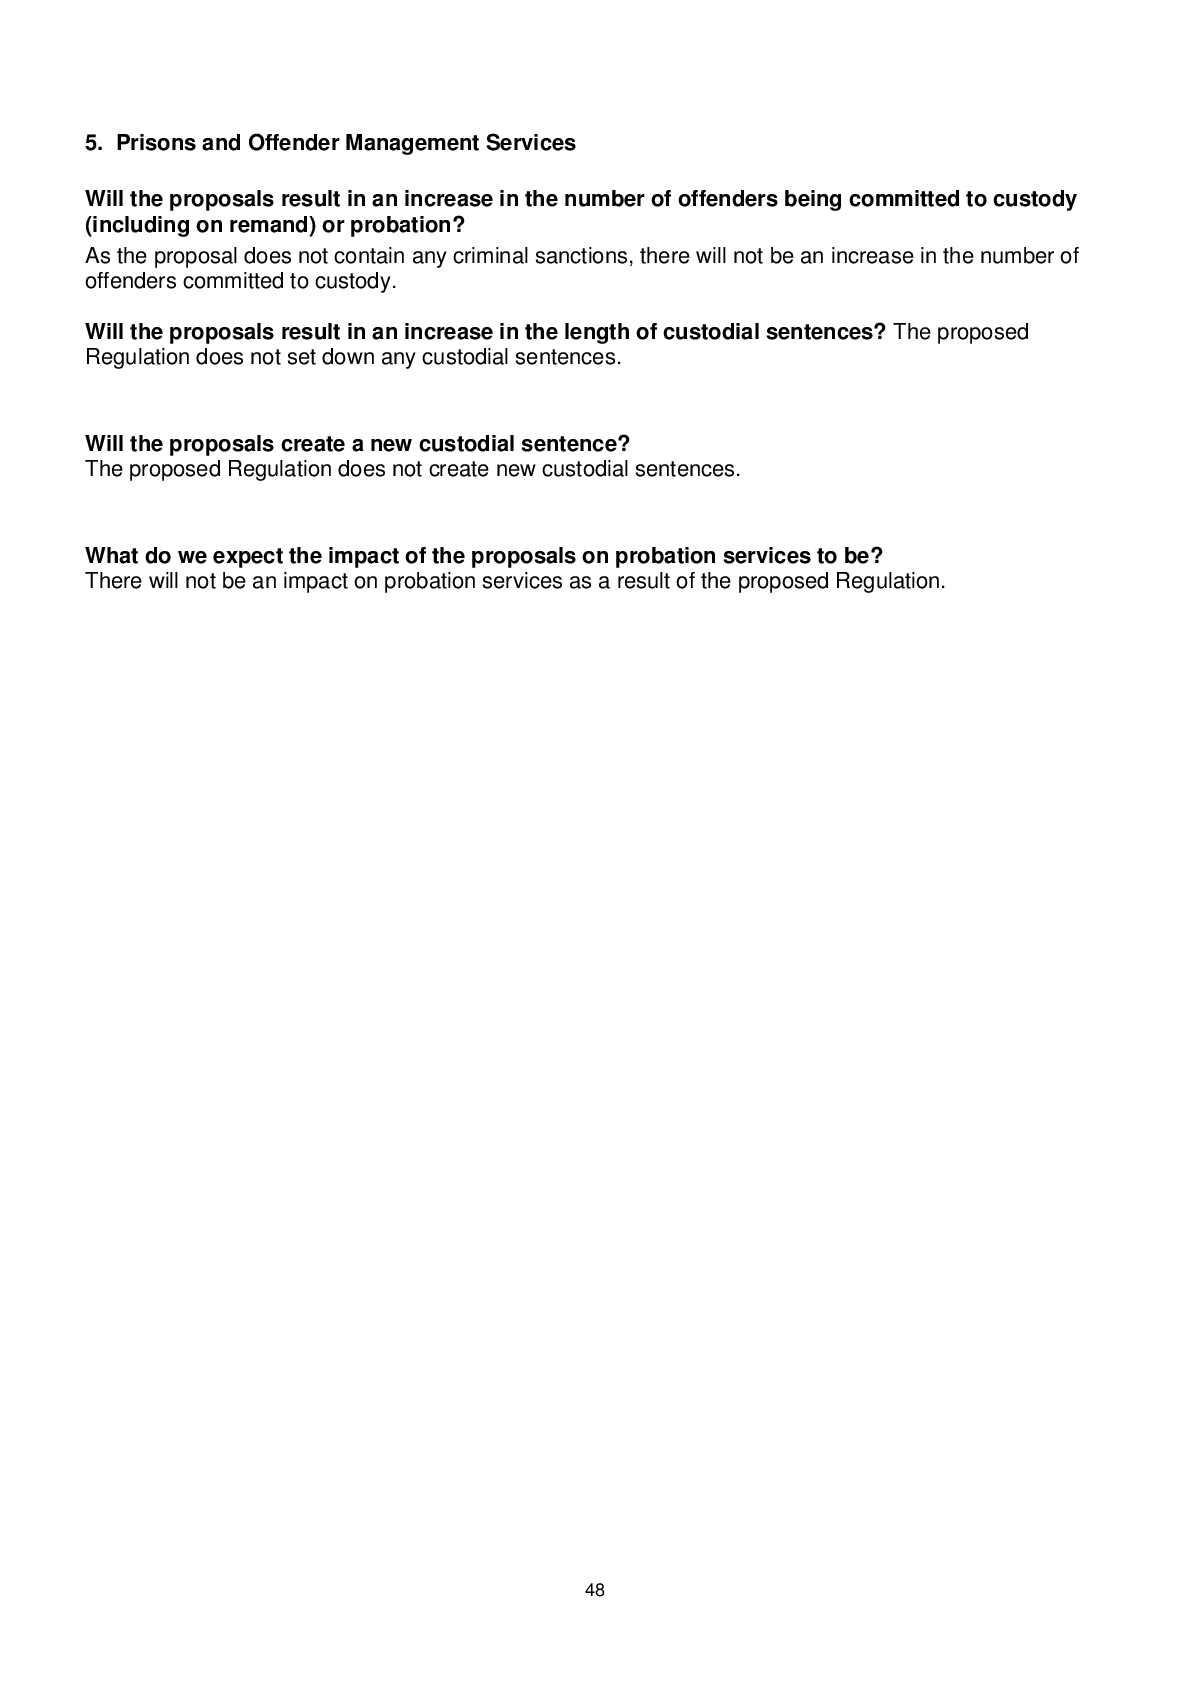 5. Prisons and Offender Management Services
Will the proposals result in an increase in the number of offenders being committed to custody
(including on remand) or probation?
As the proposal does not contain any criminal sanctions, there will not be an increase in the number of
offenders committed to custody.
Will the proposals result in an increase in the length of custodial sentences? The proposed
Regulation does not set down any custodial sentences.
Will the proposals create a new custodial sentence?
The proposed Regulation does not create new custodial sentences.
What do we expect the impact of the proposals on probation services to be?
There will not be an impact on probation services as a result of the proposed Regulation.
48